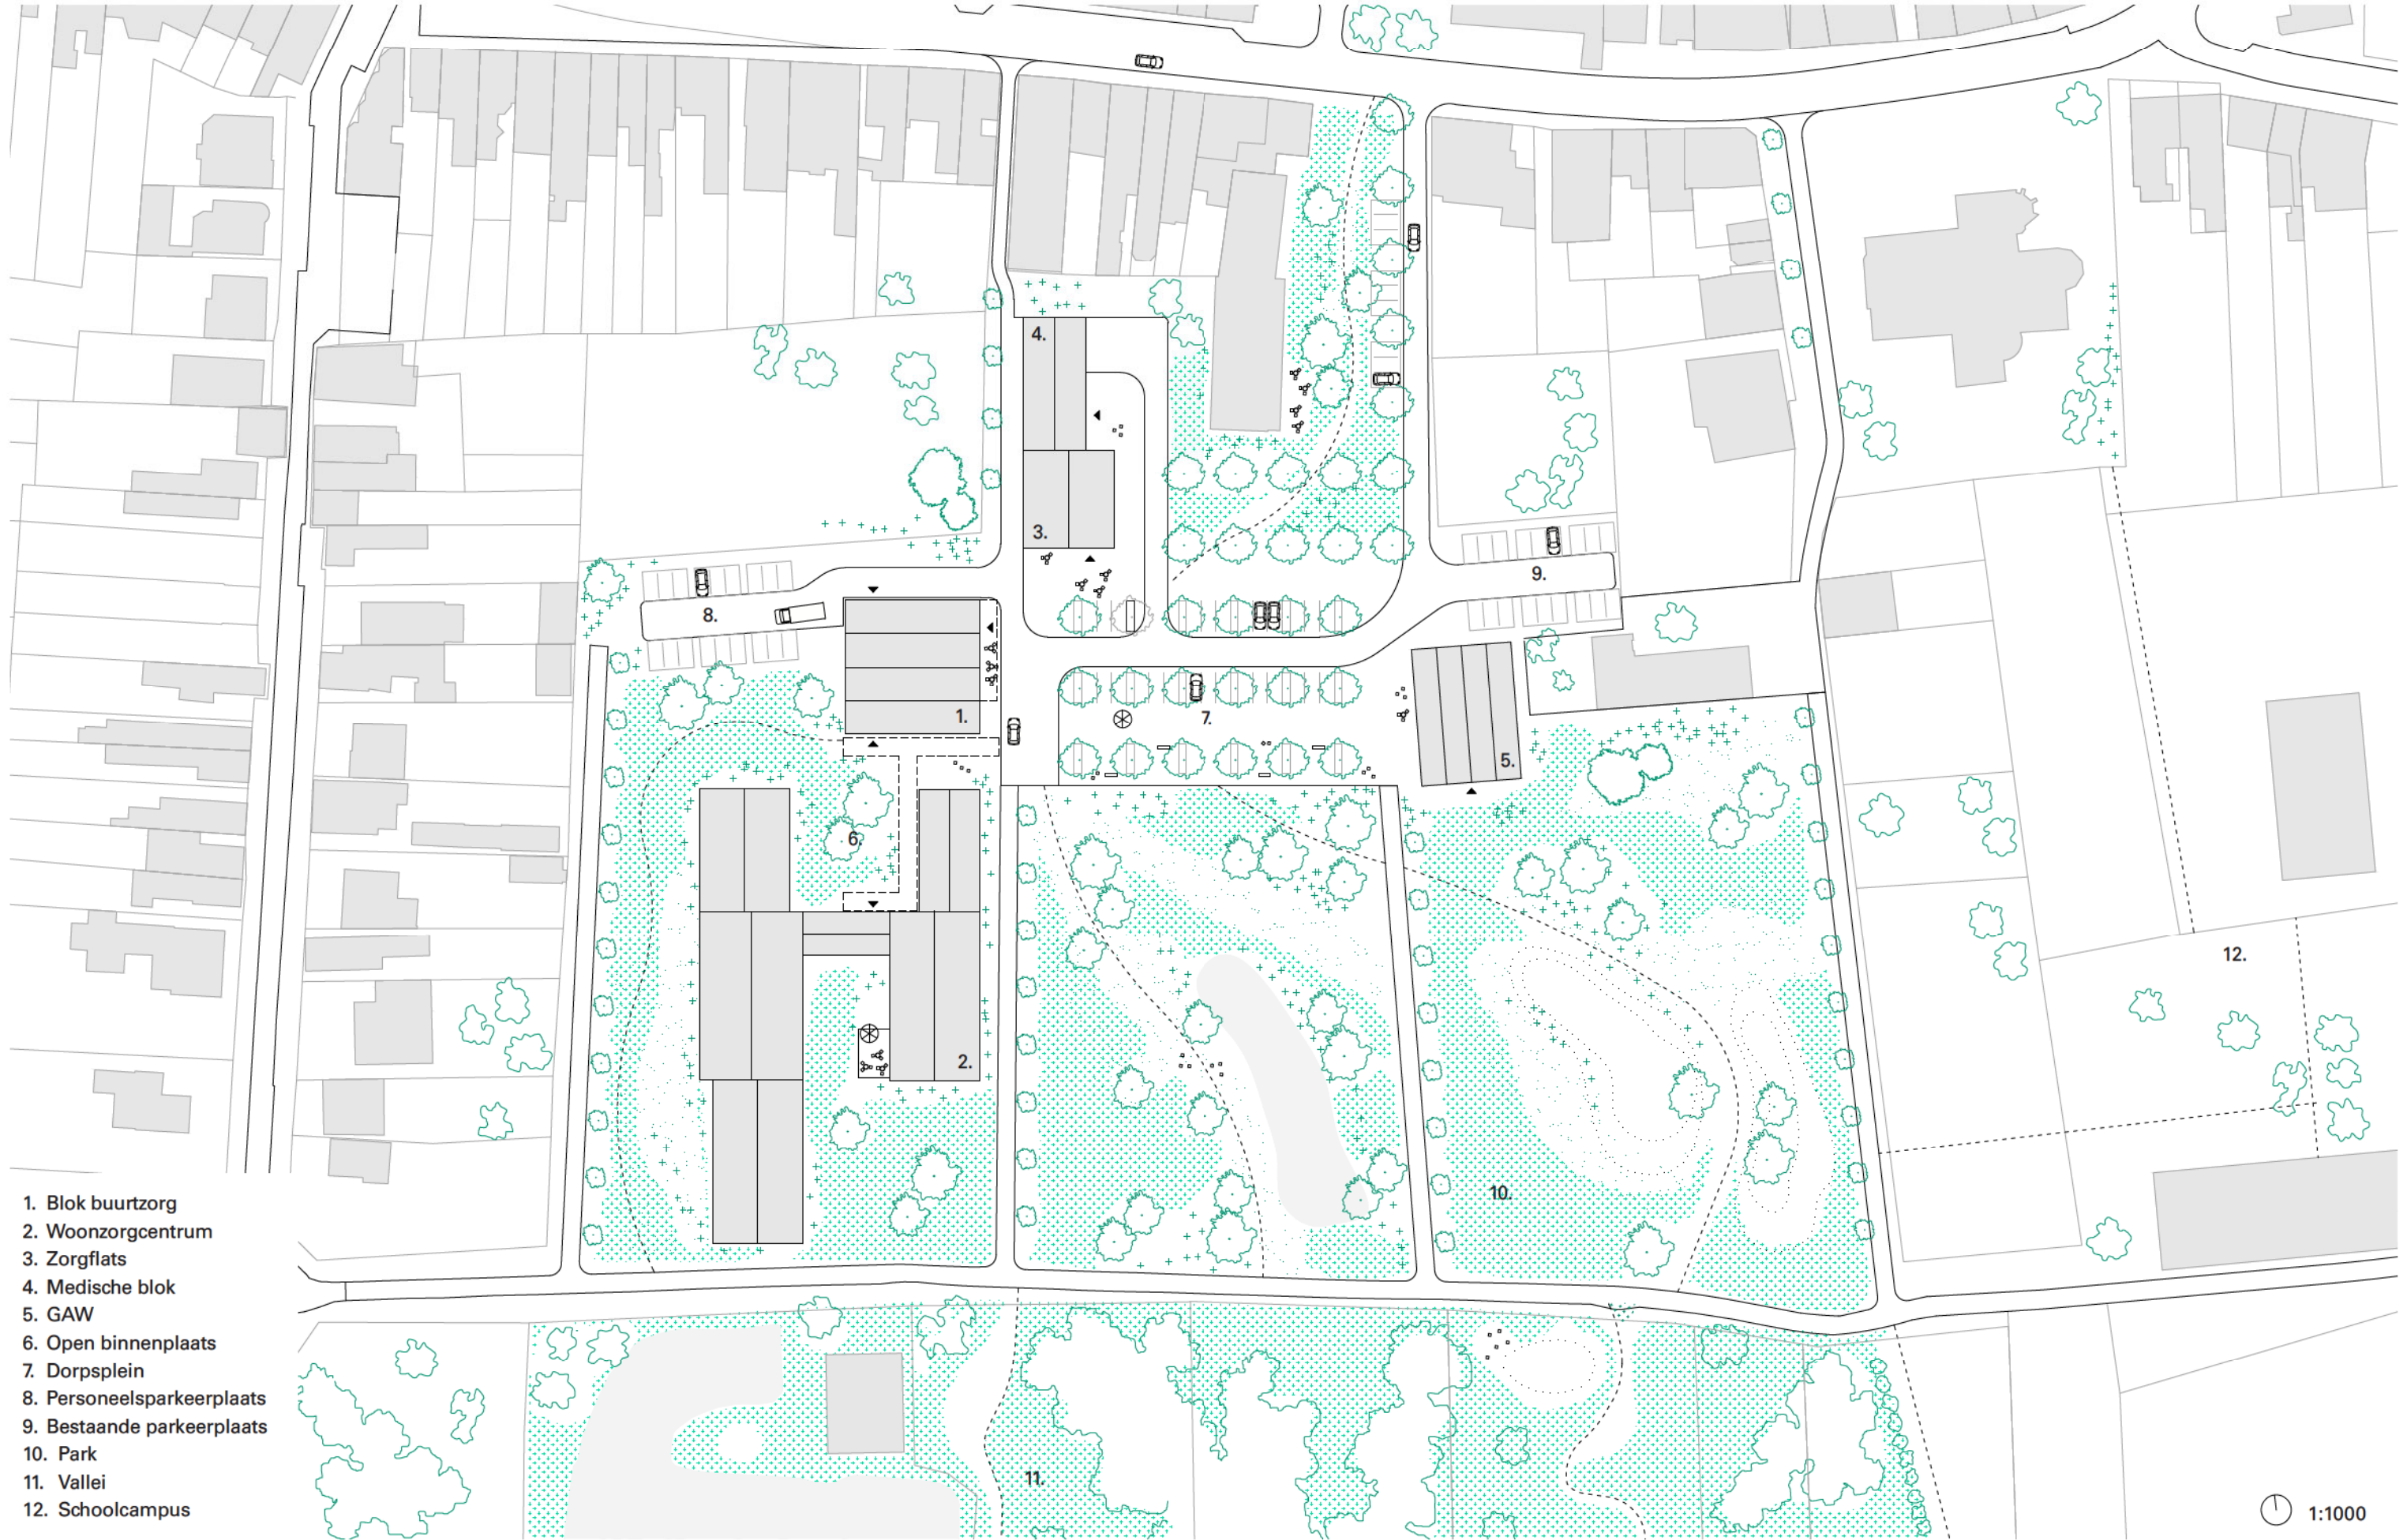 4.
3.
9.
8.
1.
7.
5.
6.
12.
2.
10.
1. Blok buurtzorg
2. Woonzorgcentrum
3. Zorgflats
4. Medische blok
5. GAW
6. Open binnenplaats
7. Dorpsplein
8. Personeelsparkeerplaats
9. Bestaande parkeerplaats
10. Park
11. Vallei
12. Schoolcampus
11.
1:1000